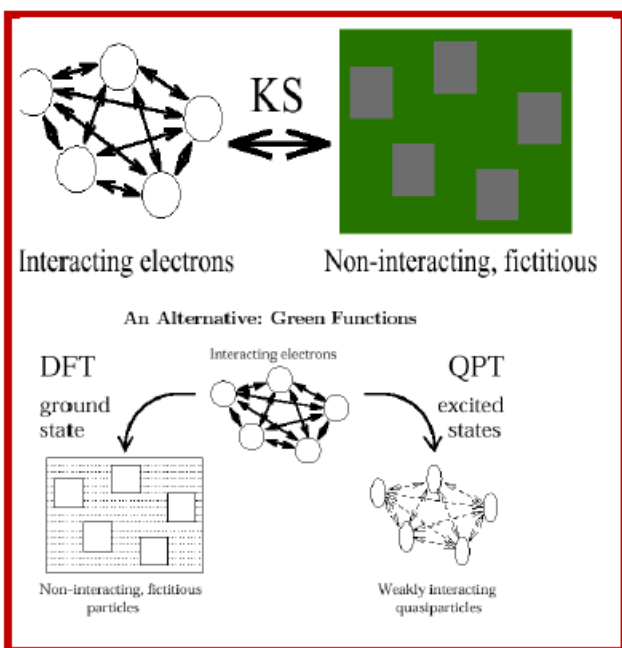 KS
Interacting electrons
Non-interacting, fictitious
An Alternative: Green Functions
DFT
Interacting electrons
QPT
ground
state
excited
states
Non-interacting, fictitious
particles
Weakly interacting
quasiparticles